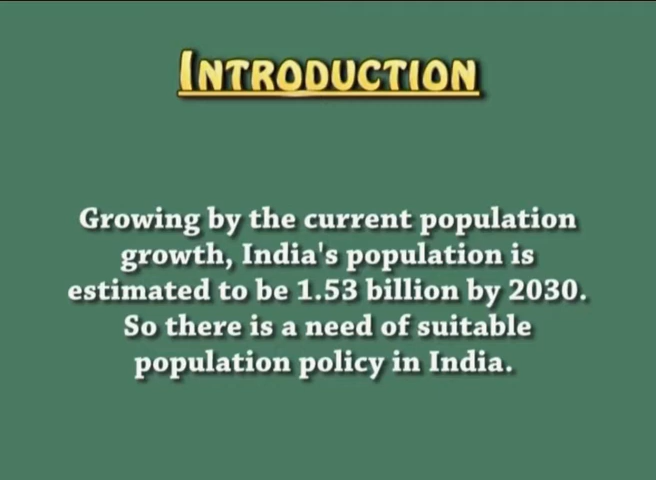 INTRODUCTION
Growing by the current population
growth, India's population is
estimated to be 1.53 billion by 2030.
So there is a need of suitable
population policy in India.